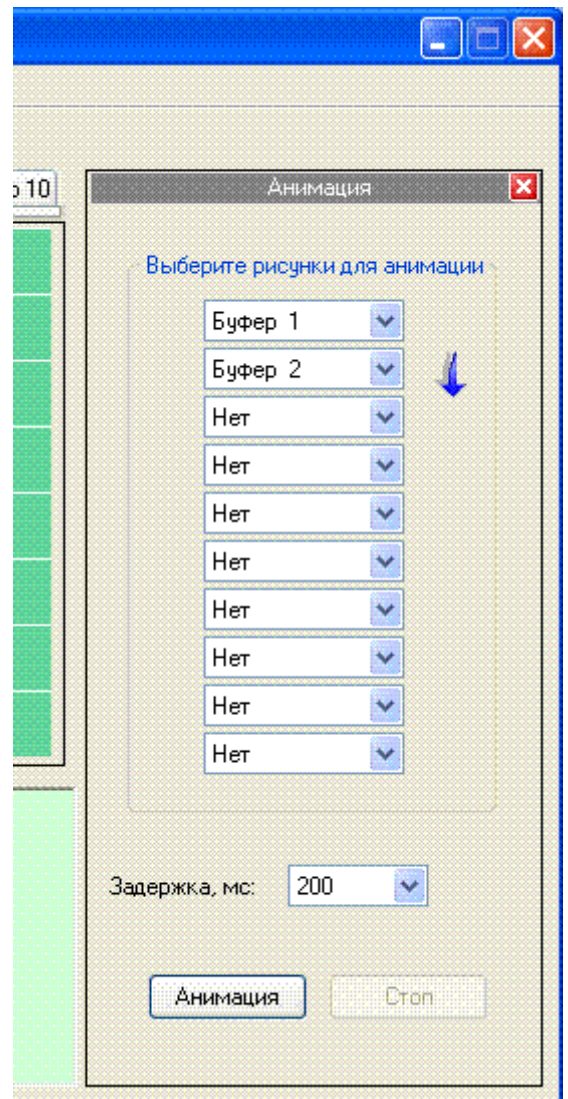 10
Анимация
Выберите рисунки для анимации
Буфер 1
Буфер 2
Нет
Нет
Нет
Нет
Нет
Нет
Нет
Нет
Задержка, мс: 200
Анимация Стоп